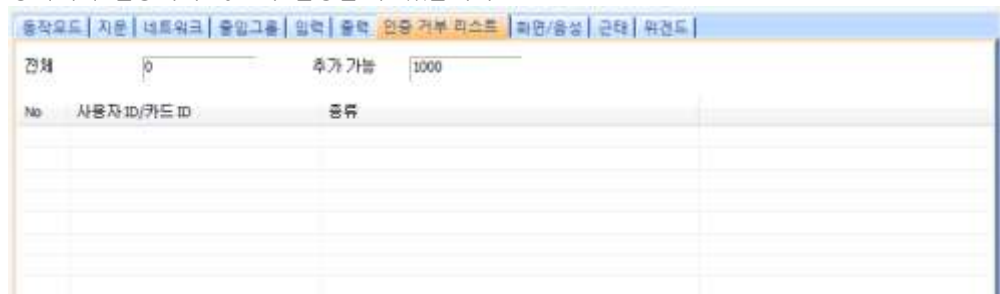 동작모드 지문 네트워크 출입그룹 입력 출력 인증 거부 리스트 화면/음성 근태 위겐드
전체 0 추가 가능 1000
No 사용자 ID/카드 ID 종류